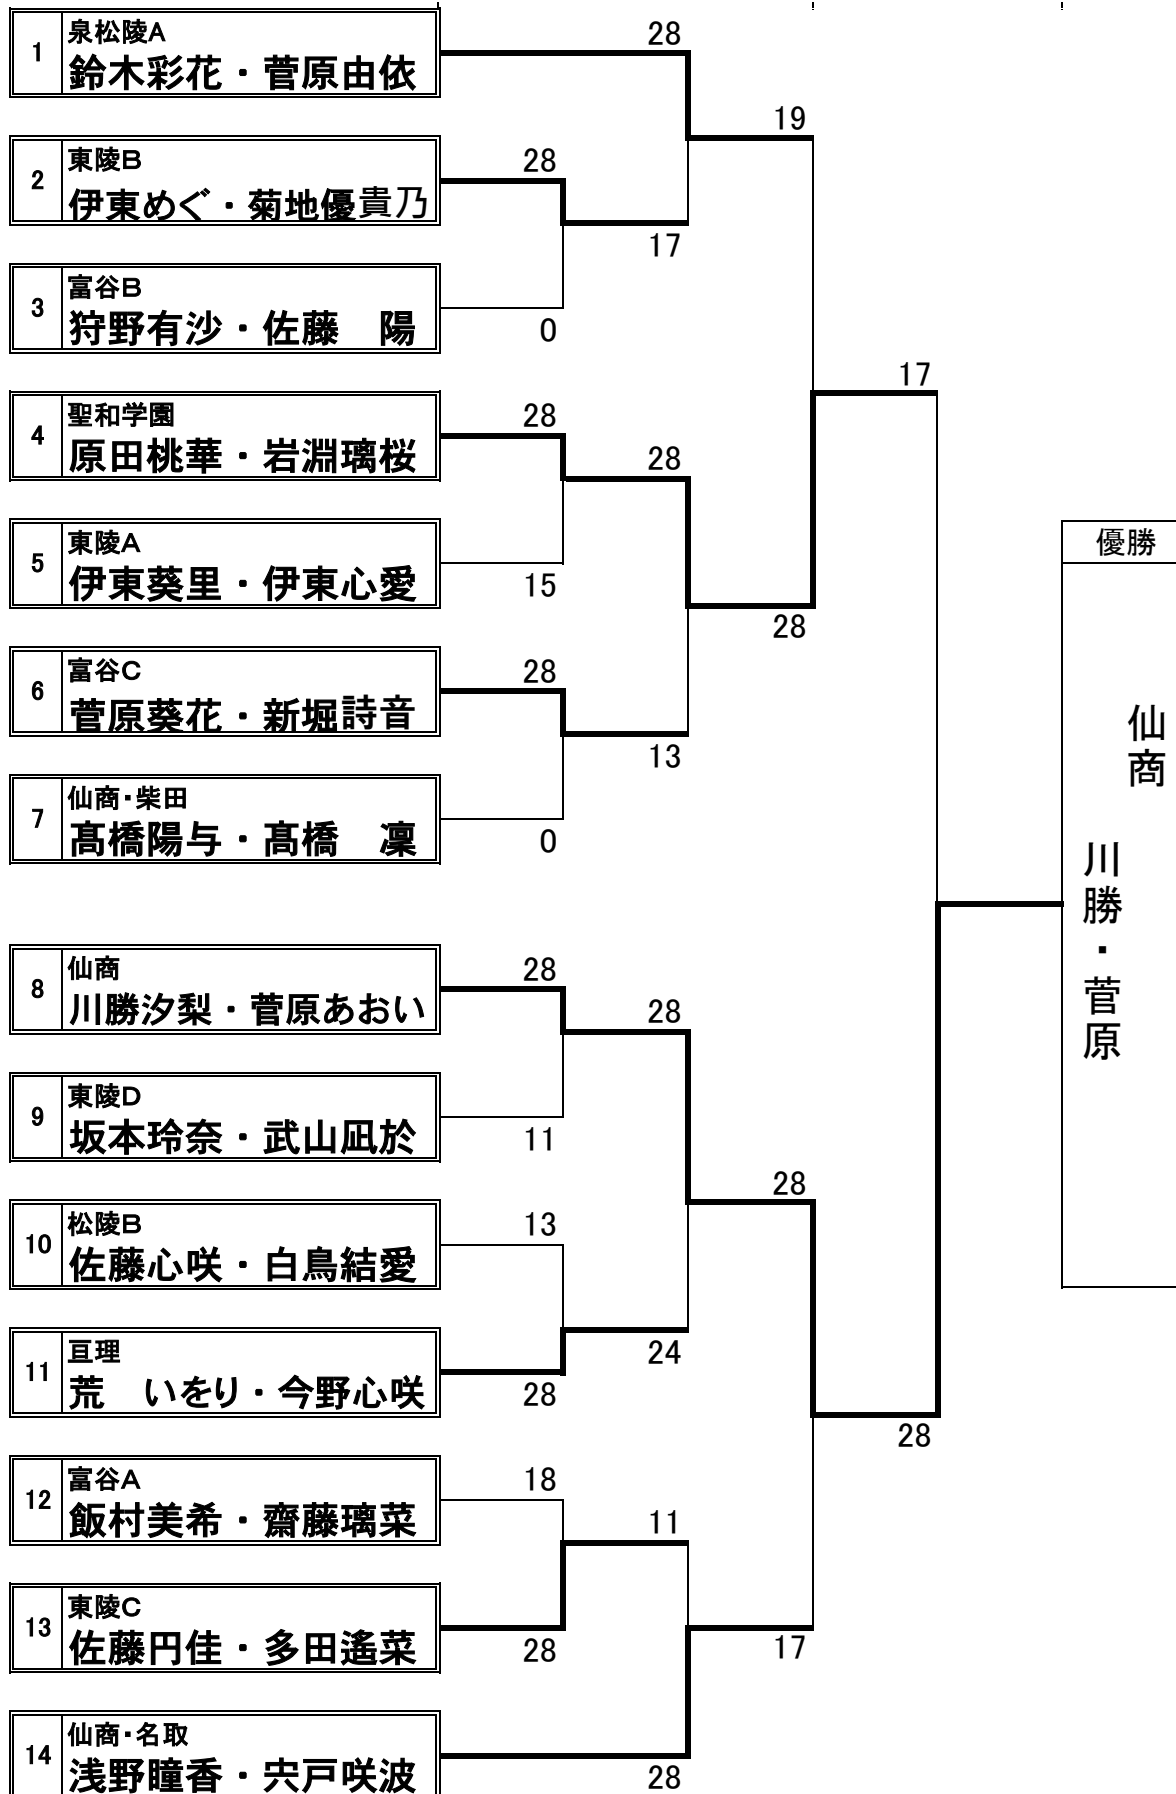 1
泉松陵A
鈴木彩花・菅原由依
28
19
2
東陵B
伊東めぐ・菊地優貴乃
28
17
3
富谷B
狩野有沙・佐藤　陽
0
17
4
聖和学園
原田桃華・岩淵璃桜
28
28
5
東陵A
伊東葵里・伊東心愛
15
28
優勝
6
富谷C
菅原葵花・新堀詩音
28
13
7
仙商・柴田
髙橋陽与・髙橋　凜
0
仙商
川勝・菅原
8
仙商
川勝汐梨・菅原あおい
28
28
9
東陵D
坂本玲奈・武山凪於
11
28
10
松陵B
佐藤心咲・白鳥結愛
13
11
亘理
荒　いをり・今野心咲
28
24
28
12
富谷A
飯村美希・齋藤璃菜
18
11
13
東陵C
佐藤円佳・多田遙菜
28
17
14
仙商・名取
浅野瞳香・宍戸咲波
28